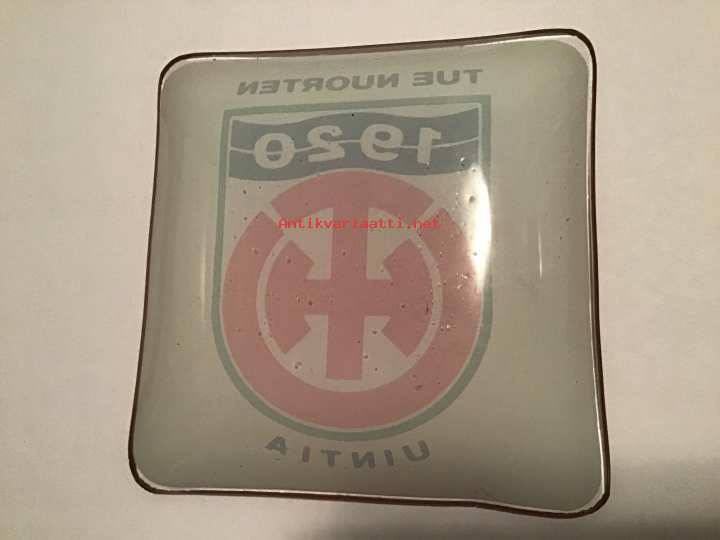 TUE NUORTEN
1920
Antikvariaatti.net
UINTIA